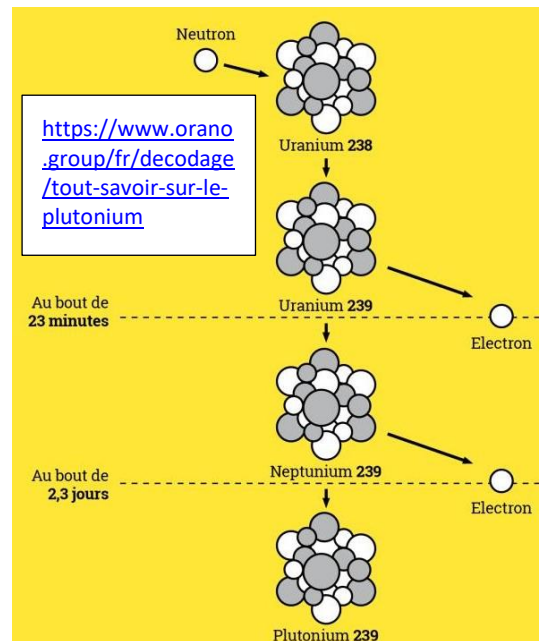 Neutron
https://www.orano
.group/fr/decodage
/tout-savoir-sur-le-
plutonium
Uranium 238
Uranium 239
Au bout de
23 minutes
Electron
Neptunium 239
Au bout de
2,3 jours
Electron
Plutonium 239